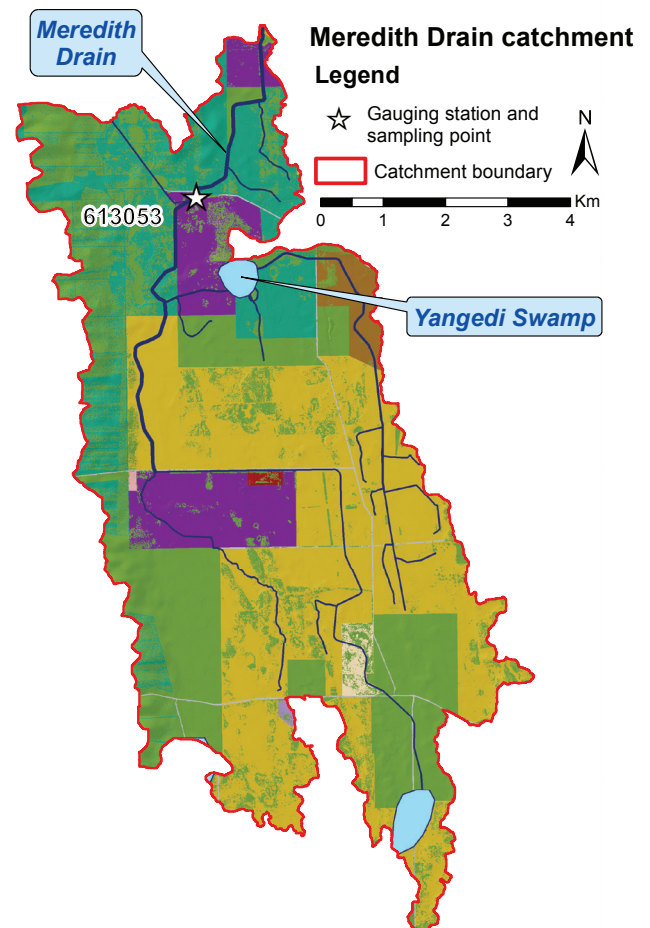 Meredith
Drain
Meredith Drain catchment
Legend
Gauging station and
sampling point
N
Catchment boundary
Km
0 1 2 3 4
613053
Yangedi Swamp